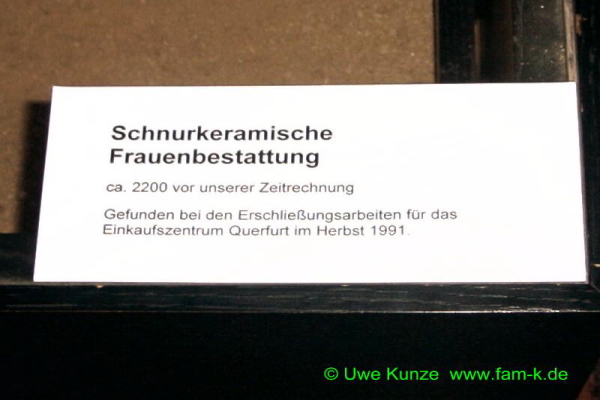 Schnurkeramische
Frauenbestattung
ca. 2200 vor unserer Zeitrechnung
Gefunden bei den Erschließungsarbeiten für das
Einkaufszentrum Querfurt im Herbst 1991.
© Uwe Kunze www.fam-k.de